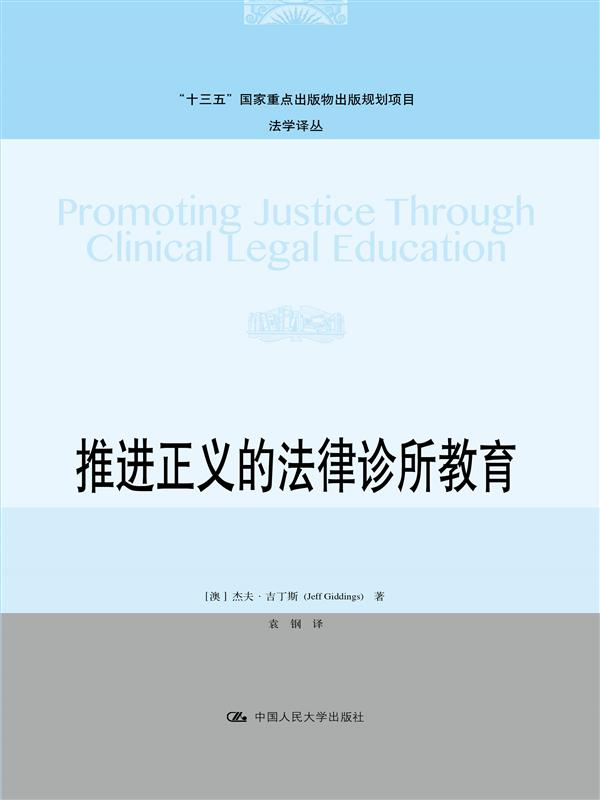 “十三五”国家重点出版物出版规划项目
法学译丛
Promoting Justice Through
Clinical Legal Education
推进正义的法律诊所教育
[澳] 杰夫·吉丁斯 (Jeff Giddings) 著
袁 钢 译
中国人民大学出版社